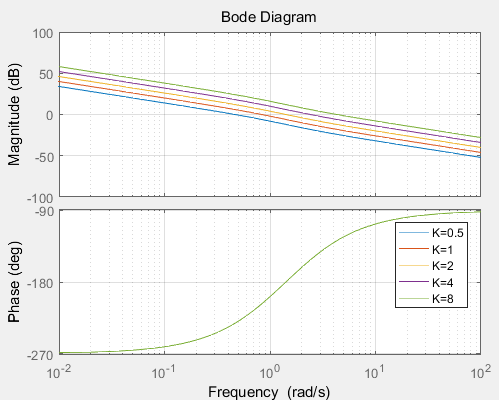 Bode Diagram
Magnitude (dB)
100
50
0
-50
-100
Phase (deg)
-90
-180
-270
K=0.5
K=1
K=2
K=4
K=8
10^-2
10^-1
10^0
10^1
10^2
Frequency (rad/s)